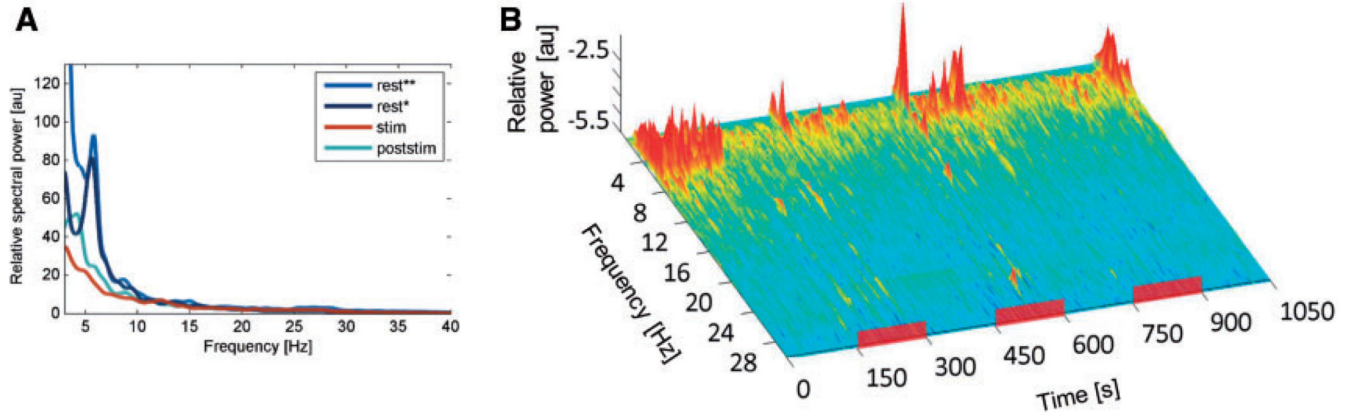 A
Relative spectral power [au]
120
100
80
60
40
20
0
5 10 15 20 25 30 35 40
Frequency [Hz]
rest**
rest*
stim
poststim
B
Relative
power [au]
-2.5
-5.5
4
8
12
16
20
24
28
Frequency [Hz]
0 150 300 450 600 750 900 1050
Time [s]